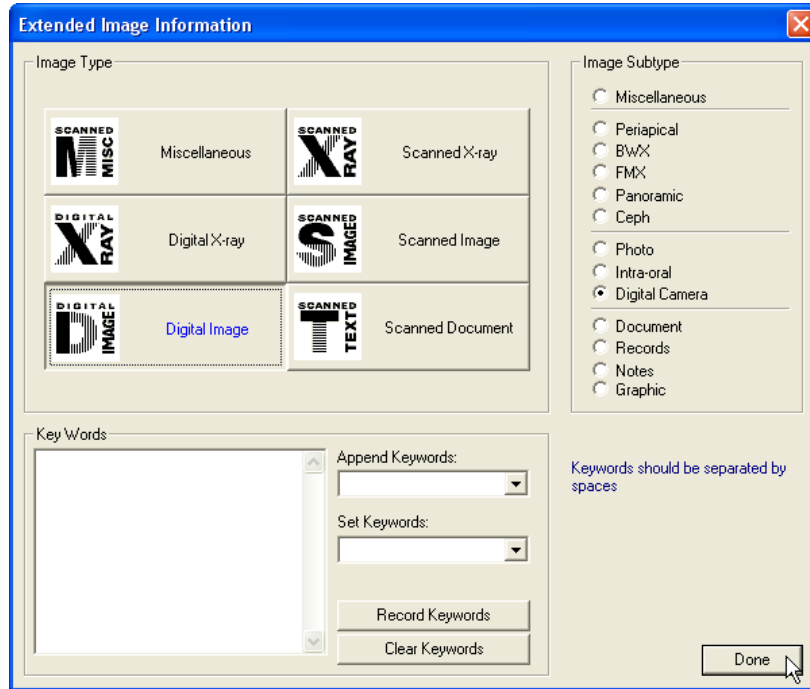 Extended Image Information
Image Type
SCANNED
M MISC
Miscellaneous
SCANNED
X RAY
Scanned X-ray
DIGITAL
X RAY
Digital X-ray
SCANNED
S IMAGE
Scanned Image
DIGITAL
D IMAGE
Digital Image
SCANNED
T TEXT
Scanned Document
Image Subtype
Miscellaneous
Periapical
BWX
FMX
Panoramic
Ceph
Photo
Intra-oral
Digital Camera
Document
Records
Notes
Graphic
Key Words
Append Keywords:
Set Keywords:
Record Keywords
Clear Keywords
Keywords should be separated by
spaces
Done